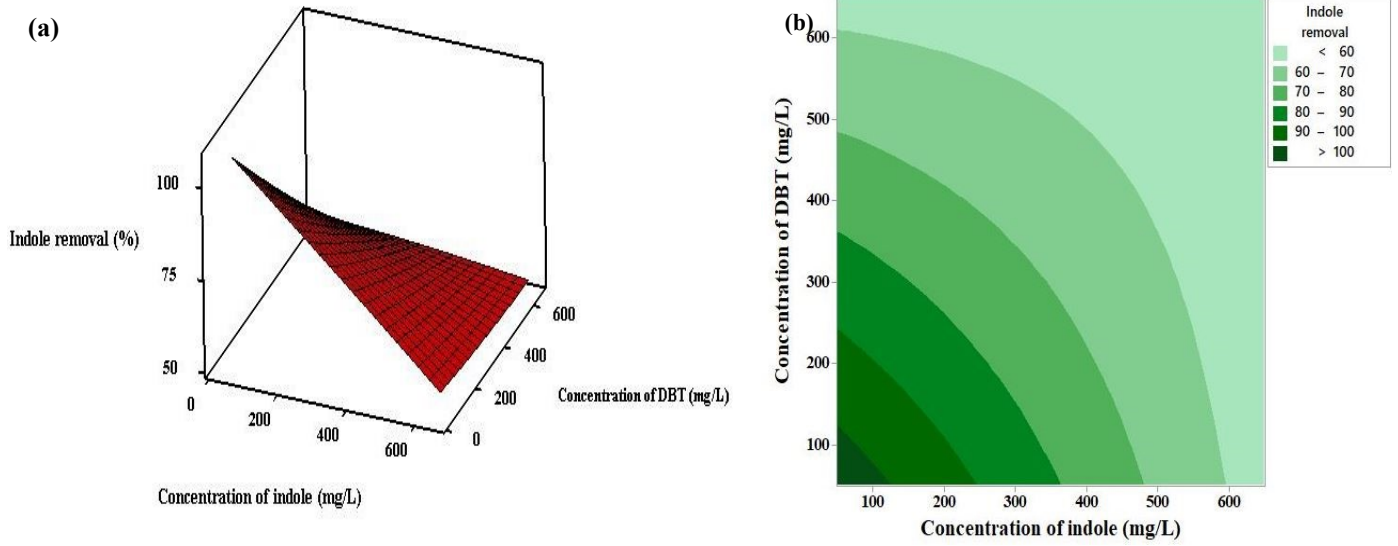 (a)
100
Indole removal (%)
75
50
0
200
400
600
0
200
400
600
Concentration of DBT (mg/L)
Concentration of indole (mg/L)
(b)
Concentration of DBT (mg/L)
600
500
400
300
200
100
100 200 300 400 500 600
Concentration of indole (mg/L)
Indole
removal
< 60
60 – 70
70 – 80
80 – 90
90 – 100
> 100